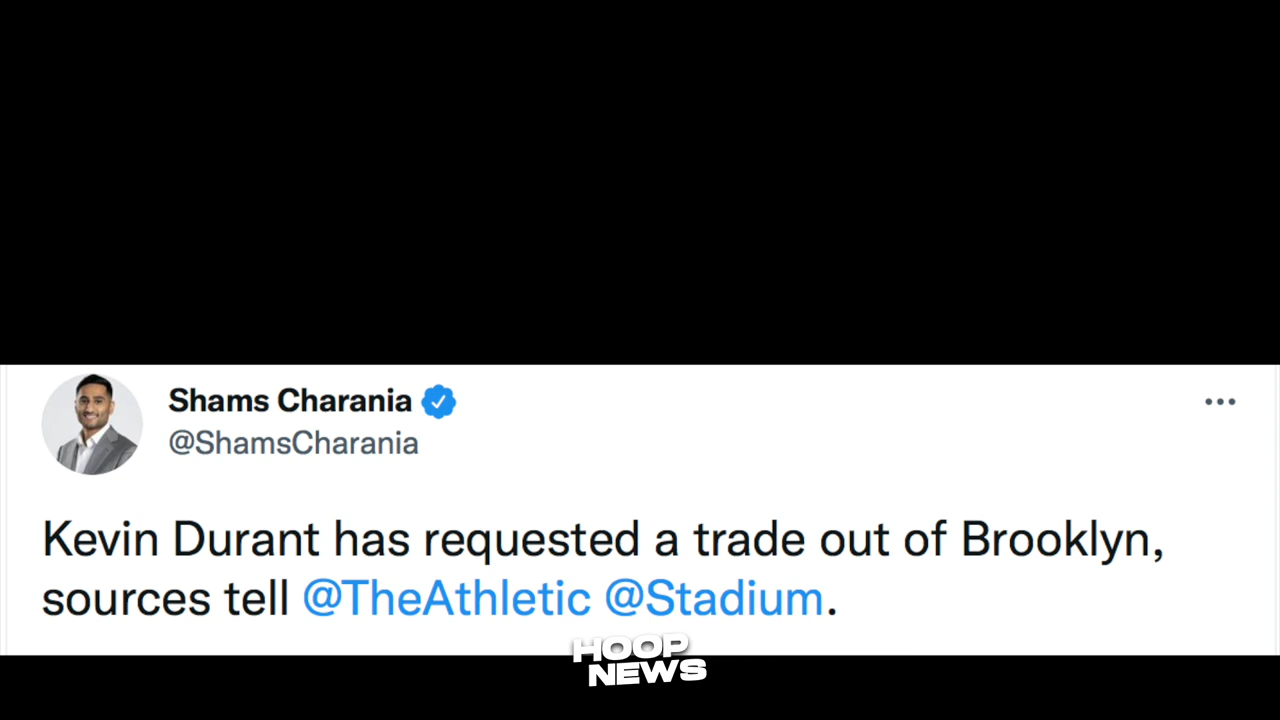 Shams Charania
@ShamsCharania
Kevin Durant has requested a trade out of Brooklyn,
sources tell @TheAthletic @Stadium.
HOOP
NEWS